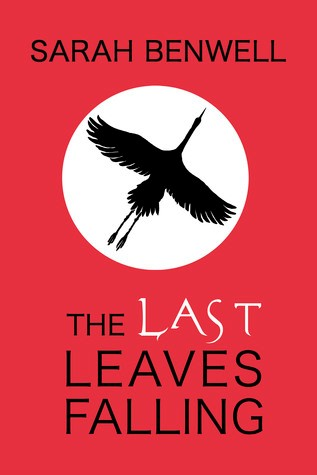 SARAH BENWELL
THE LAST
LEAVES
FALLING